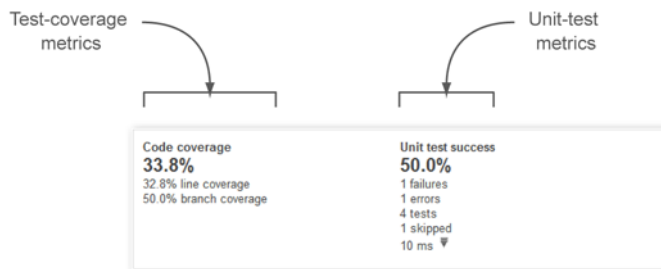 Test-coverage
metrics
Unit-test
metrics
Code coverage
33.8%
32.8% line coverage
50.0% branch coverage
Unit test success
50.0%
1 failures
1 errors
4 tests
1 skipped
10 ms